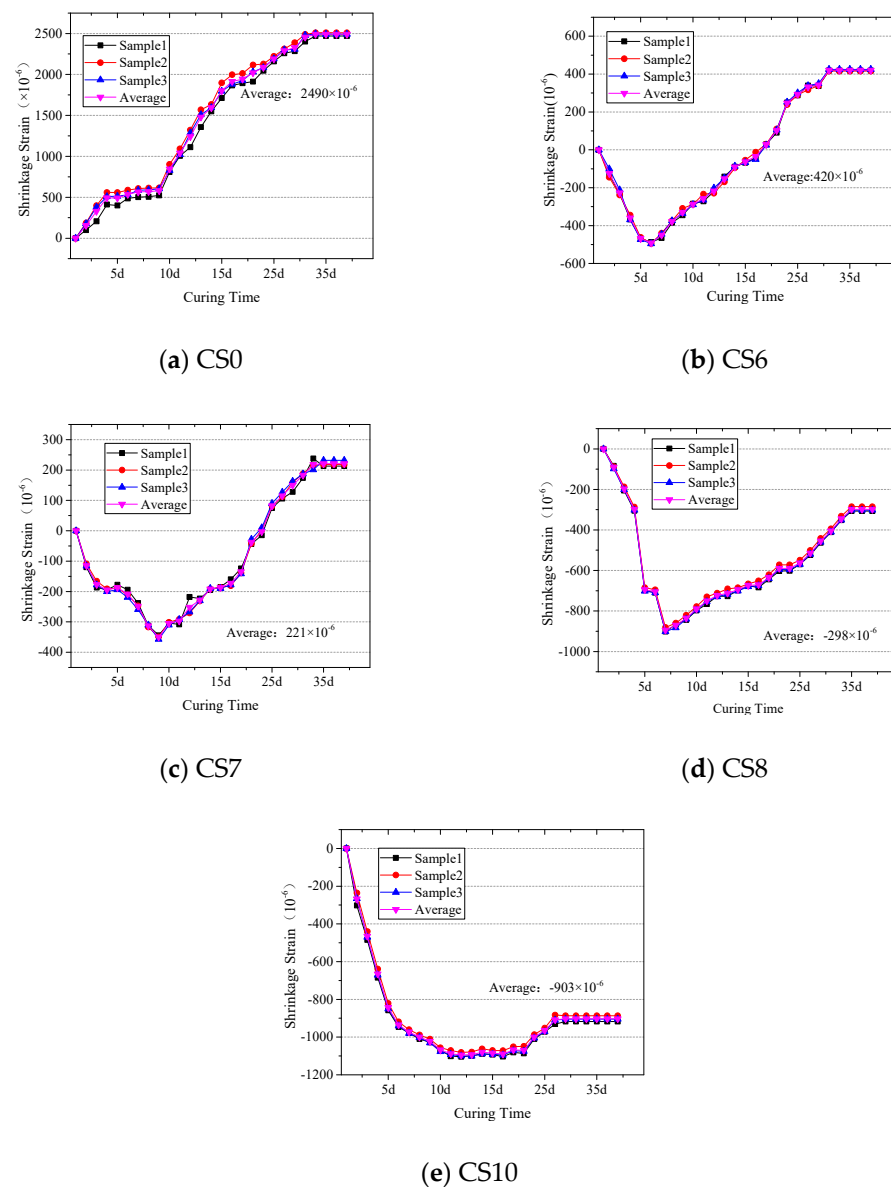 2500
2000
1500
1000
500
0
Shrinkage Strain（×10⁻⁶）
Sample1
Sample2
Sample3
Average
Average：2490×10⁻⁶
5d 10d 15d 25d 35d
Curing Time
(a) CS0
600
400
200
0
-200
-400
-600
Shrinkage Strain(10⁻⁶)
Sample1
Sample2
Sample3
Average
Average:420×10⁻⁶
5d 10d 15d 25d 35d
Curing Time
(b) CS6
300
200
100
0
-100
-200
-300
-400
Shrinkage Strain（10⁻⁶）
Sample1
Sample2
Sample3
Average
Average：221×10⁻⁶
5d 10d 15d 25d 35d
Curing Time
(c) CS7
0
-200
-400
-600
-800
-1000
Shrinkage Strain（10⁻⁶）
Sample1
Sample2
Sample3
Average
Average：-298×10⁻⁶
5d 10d 15d 25d 35d
Curing Time
(d) CS8
0
-200
-400
-600
-800
-1000
-1200
Shrinkage Strain（10⁻⁶）
Sample1
Sample2
Sample3
Average
Average：-903×10⁻⁶
5d 10d 15d 25d 35d
Curing Time
(e) CS10